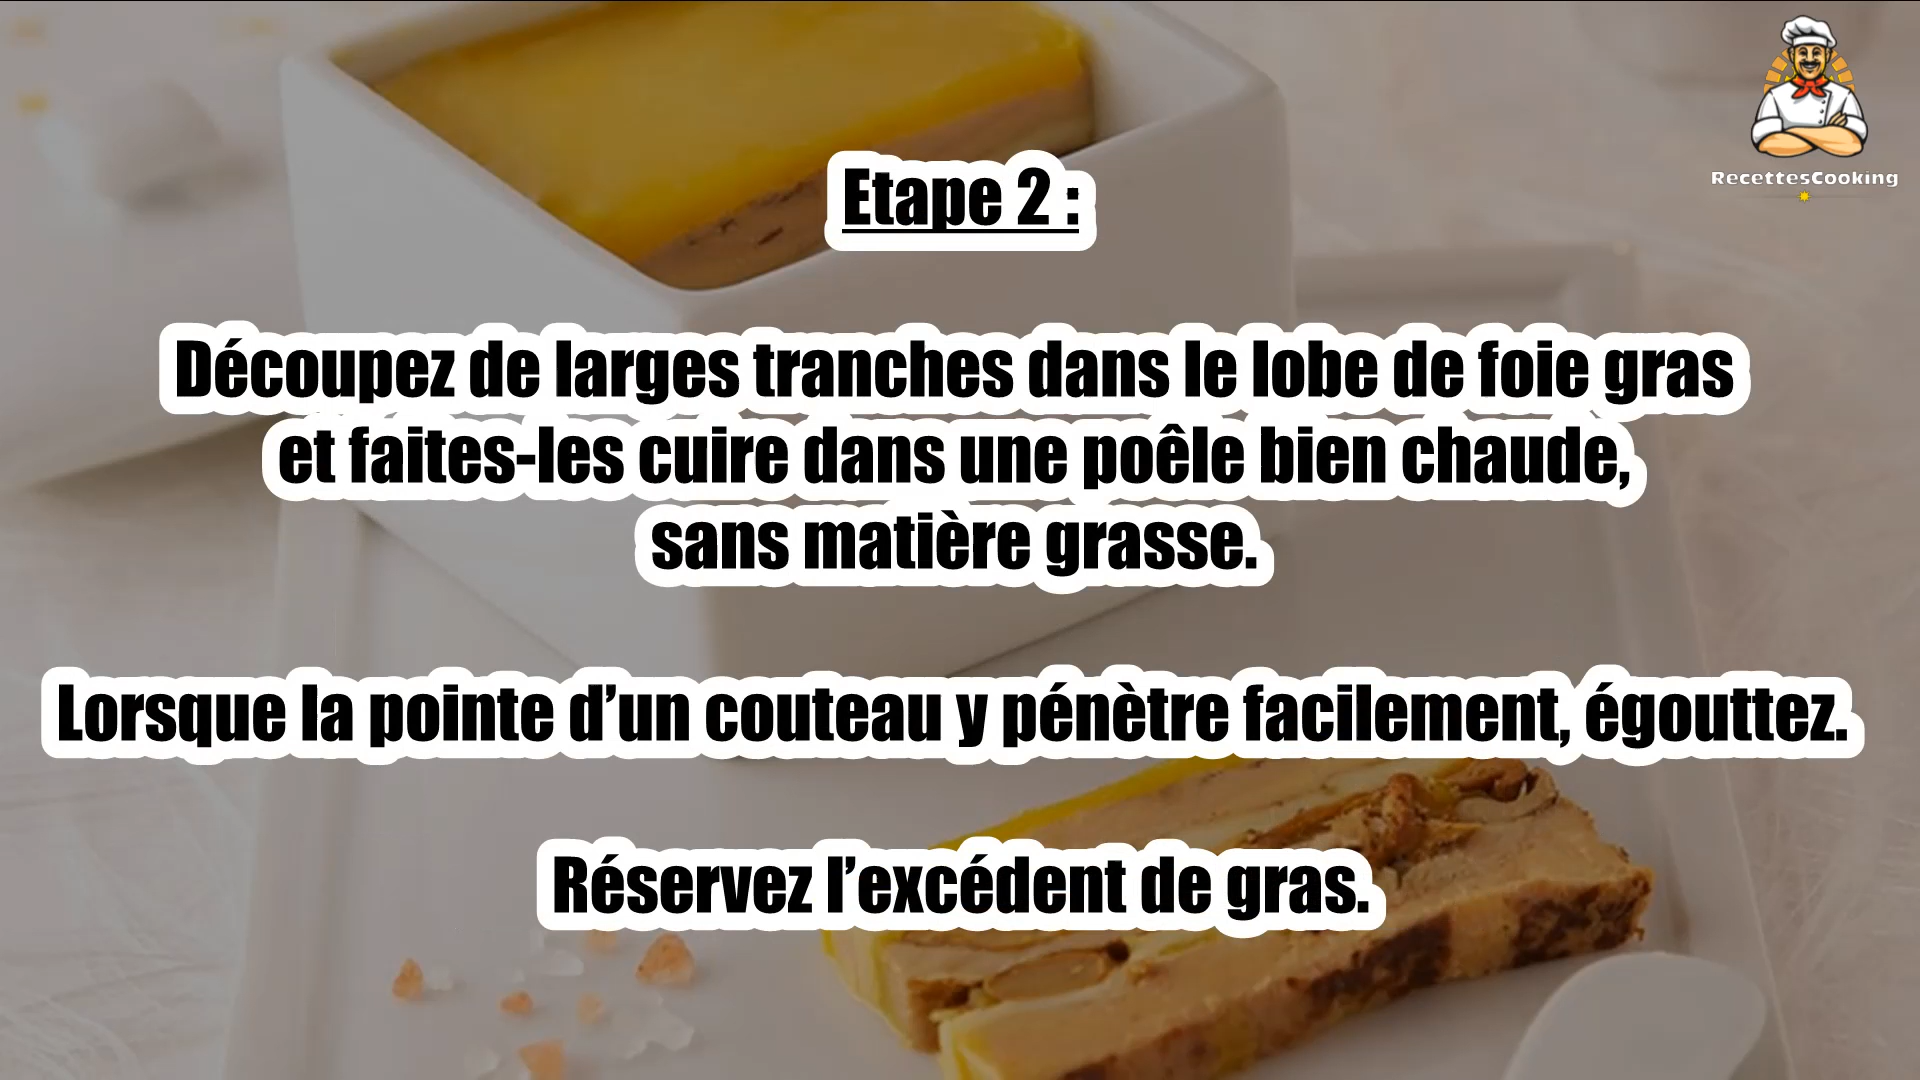 RecettesCooking
Etape 2 :
Découpez de larges tranches dans le lobe de foie gras
et faites-les cuire dans une poêle bien chaude,
sans matière grasse.
Lorsque la pointe d’un couteau y pénètre facilement, égouttez.
Réservez l’excédent de gras.